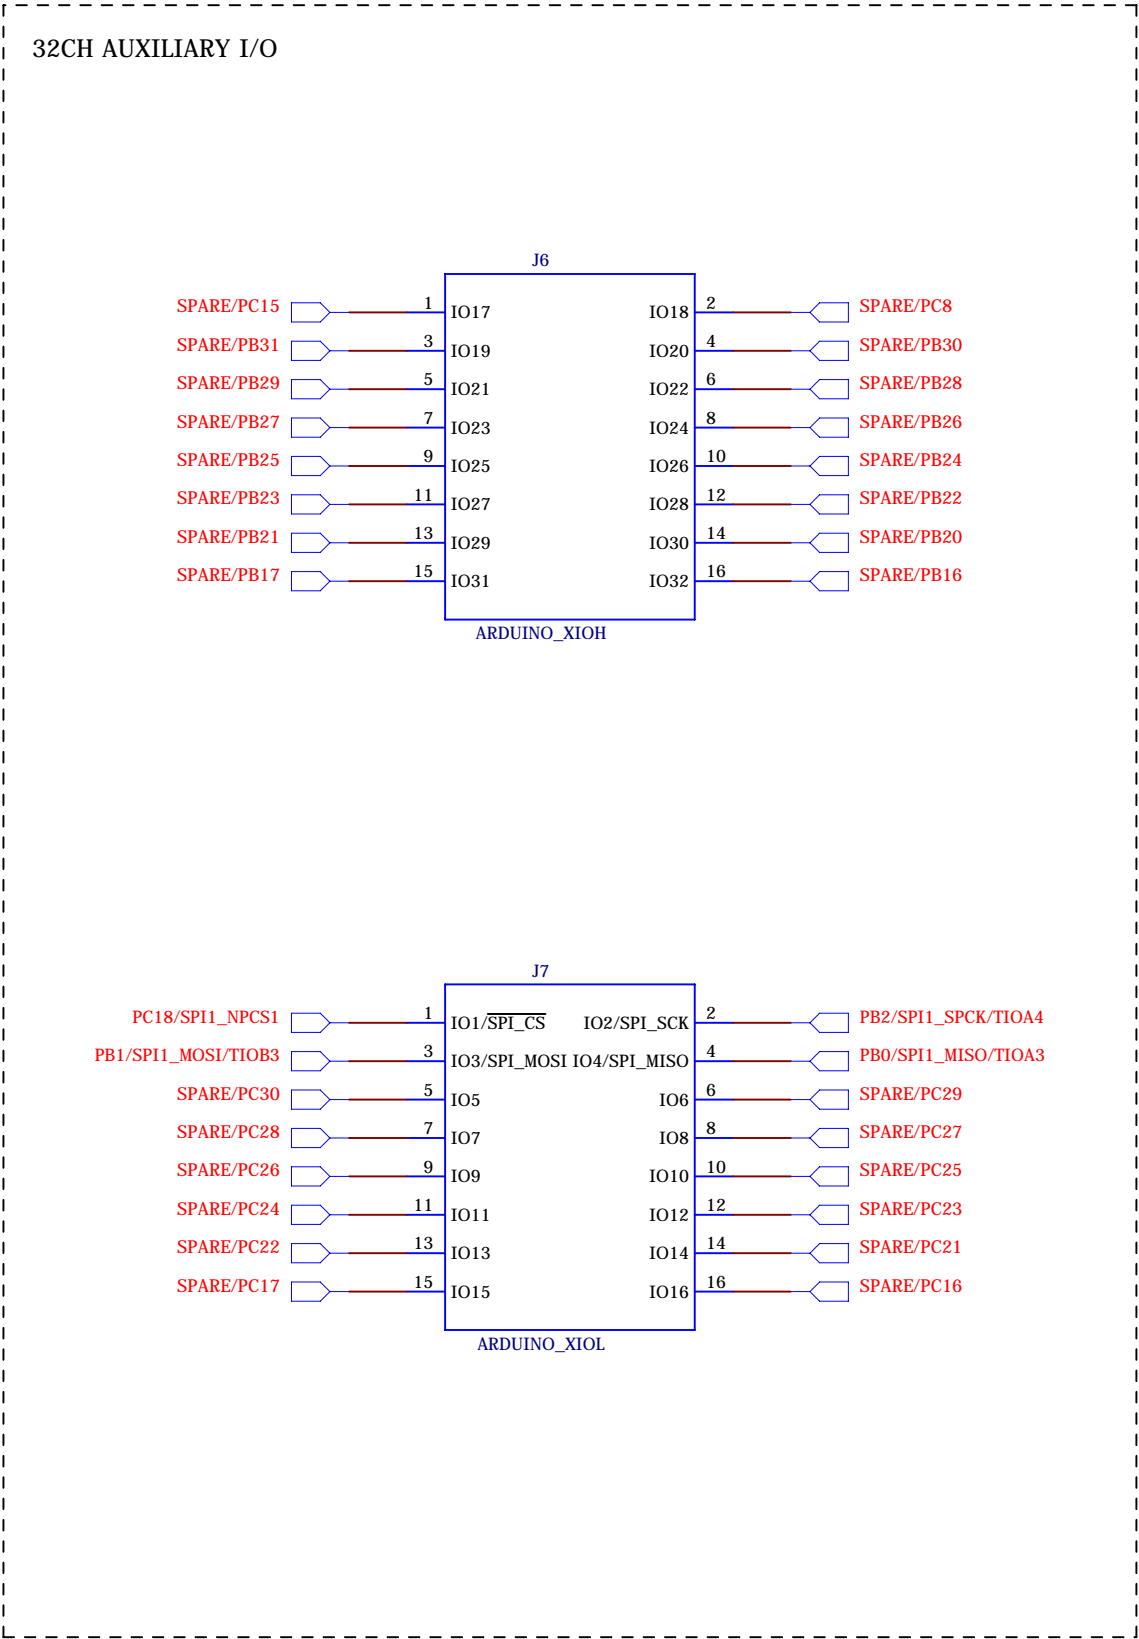 32CH AUXILIARY I/O
J6
SPARE/PC15 1 IO17 IO18 2 SPARE/PC8
SPARE/PB31 3 IO19 IO20 4 SPARE/PB30
SPARE/PB29 5 IO21 IO22 6 SPARE/PB28
SPARE/PB27 7 IO23 IO24 8 SPARE/PB26
SPARE/PB25 9 IO25 IO26 10 SPARE/PB24
SPARE/PB23 11 IO27 IO28 12 SPARE/PB22
SPARE/PB21 13 IO29 IO30 14 SPARE/PB20
SPARE/PB17 15 IO31 IO32 16 SPARE/PB16
ARDUINO_XIOH
J7
PC18/SPI1_NPCS1 1 IO1/SPI_CS IO2/SPI_SCK 2 PB2/SPI1_SPCK/TIOA4
PB1/SPI1_MOSI/TIOB3 3 IO3/SPI_MOSI IO4/SPI_MISO 4 PB0/SPI1_MISO/TIOA3
SPARE/PC30 5 IO5 IO6 6 SPARE/PC29
SPARE/PC28 7 IO7 IO8 8 SPARE/PC27
SPARE/PC26 9 IO9 IO10 10 SPARE/PC25
SPARE/PC24 11 IO11 IO12 12 SPARE/PC23
SPARE/PC22 13 IO13 IO14 14 SPARE/PC21
SPARE/PC17 15 IO15 IO16 16 SPARE/PC16
ARDUINO_XIOL